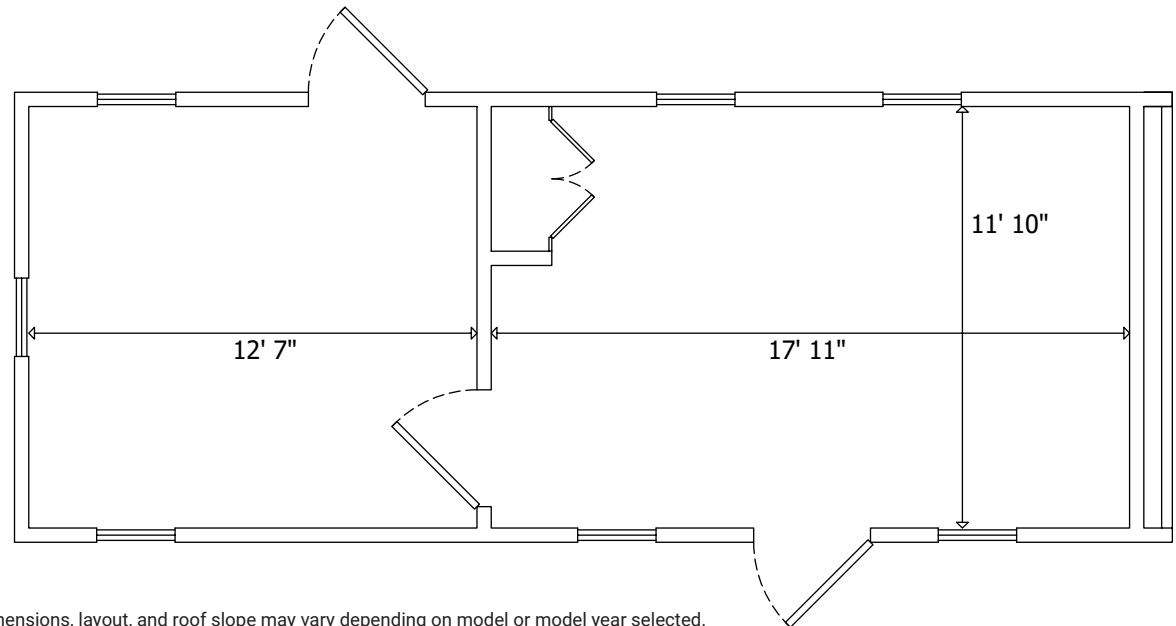 11' 10"
12' 7"
17' 11"
mensions, layout, and roof slope may vary depending on model or model year selected.